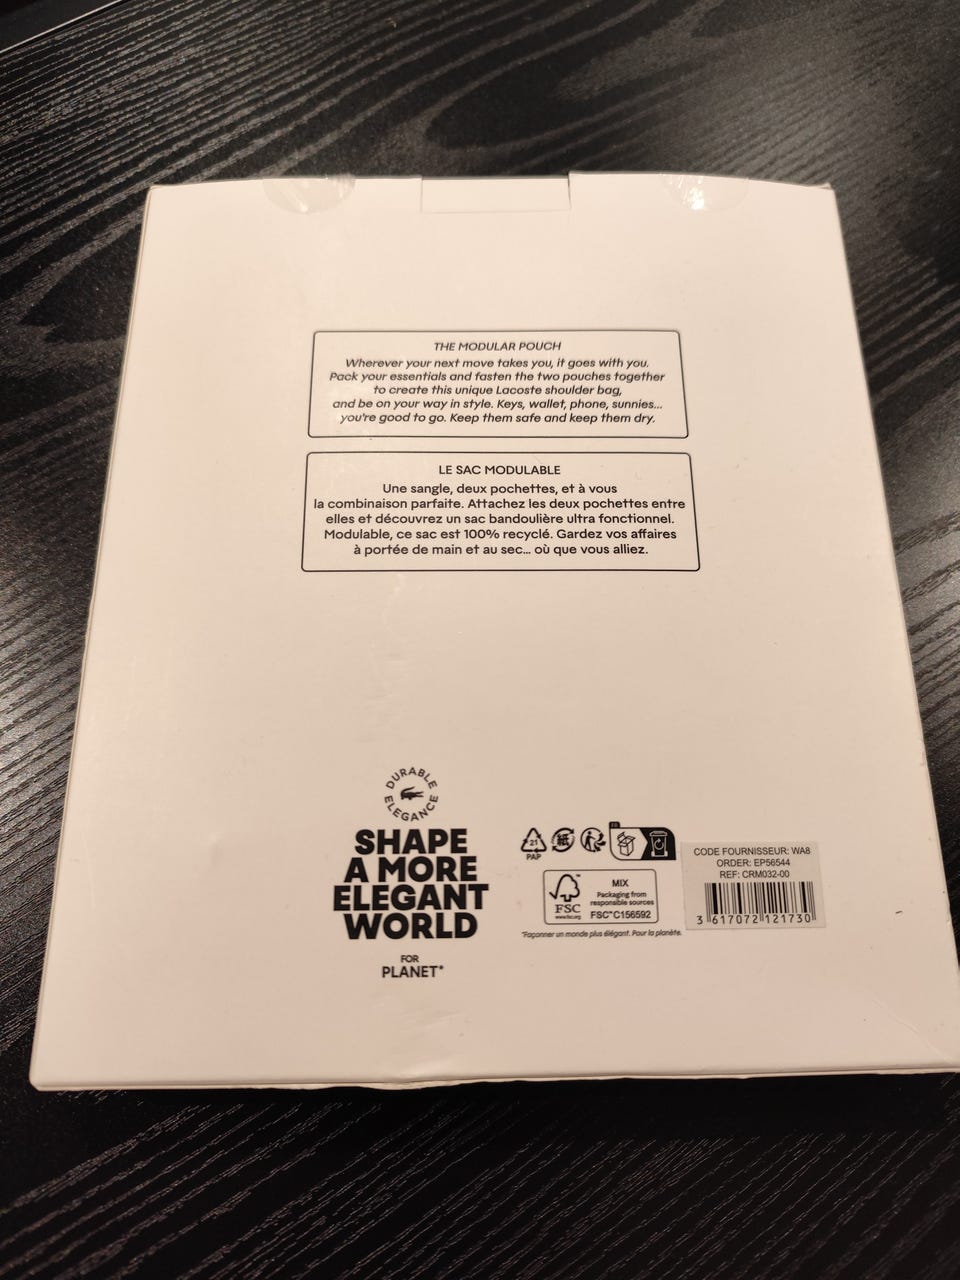 THE MODULAR POUCH
Wherever your next move takes you, it goes with you.
Pack your essentials and fasten the two pouches together
to create this unique Lacoste shoulder bag,
and be on your way in style. Keys, wallet, phone, sunnies...
you're good to go. Keep them safe and keep them dry.
LE SAC MODULABLE
Une sangle, deux pochettes, et à vous
la combinaison parfaite. Attachez les deux pochettes entre
elles et découvrez un sac bandoulière ultra fonctionnel.
Modulable, ce sac est 100% recyclé. Gardez vos affaires
à portée de main et au sec... où que vous alliez.
DURABLE
ELEGANCE
SHAPE
A MORE
ELEGANT
WORLD
FOR
PLANET*
21
PAP
紙
FR
FSC
www.fsc.org
MIX
Packaging from
responsible sources
FSC™ C156592
*Façonner un monde plus élégant. Pour la planète.
CODE FOURNISSEUR: WA8
ORDER: EP56544
REF: CRM032-00
3 617072 121730